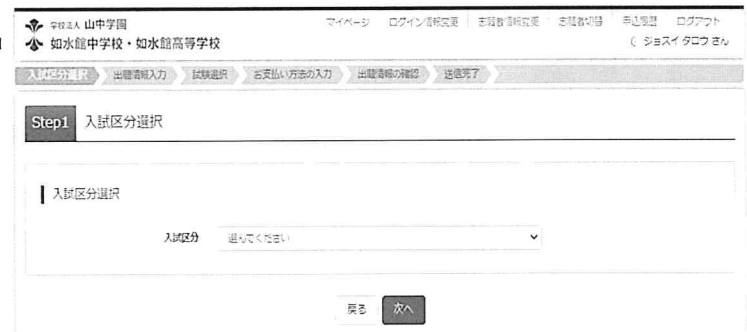 学校法人 山中学園
如水館中学校・如水館高等学校
マイページ ログイン情報変更 志願者情報変更 志願者切替 申込履歴 ログアウト
( ジョスイ タロウ さん
入試区分選択 出願情報入力 試験選択 お支払い方法の入力 出願情報の確認 送信完了
Step1 入試区分選択
入試区分選択
入試区分 選んでください
戻る 次へ